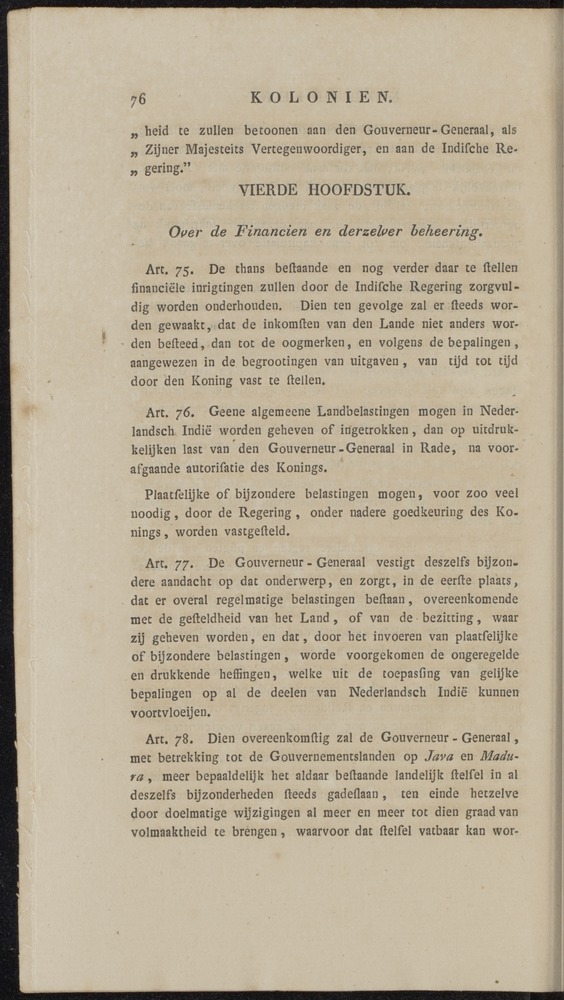 76 KOLONIEN.
„ heid te zullen betoonen aan den Gouverneur-Generaal, als
„ Zijner Majesteits Vertegenwoordiger, en aan de Indiſche Re-
„ gering.”
VIERDE HOOFDSTUK.
Over de Financien en derzelver beheering.
Art. 75. De thans beſtaande en nog verder daar te ſtellen
financiële inrigtingen zullen door de Indiſche Regering zorgvul-
dig worden onderhouden. Dien ten gevolge zal er ſteeds wor-
den gewaakt, dat de inkomſten van den Lande niet anders wor-
den beſteed, dan tot de oogmerken, en volgens de bepalingen,
aangewezen in de begrootingen van uitgaven, van tijd tot tijd
door den Koning vast te ſtellen.
Art. 76. Geene algemeene Landbelastingen mogen in Neder-
landsch Indië worden geheven of ingetrokken, dan op uitdruk-
kelijken last van den Gouverneur-Generaal in Rade, na voor-
afgaande autoriſatie des Konings.
Plaatſelijke of bijzondere belastingen mogen, voor zoo veel
noodig, door de Regering, onder nadere goedkeuring des Ko-
nings, worden vastgeſteld.
Art. 77. De Gouverneur-Generaal vestigt deszelfs bijzon-
dere aandacht op dat onderwerp, en zorgt, in de eerſte plaats,
dat er overal regelmatige belastingen beſtaan, overeenkomende
met de geſteldheid van het Land, of van de bezitting, waar
zij geheven worden, en dat, door het invoeren van plaatſelijke
of bijzondere belastingen, worde voorgekomen de ongeregelde
en drukkende heffingen, welke uit de toepasſing van gelijke
bepalingen op al de deelen van Nederlandsch Indië kunnen
voortvloeijen.
Art. 78. Dien overeenkomſtig zal de Gouverneur-Generaal,
met betrekking tot de Gouvernementslanden op Java en Madu-
ra, meer bepaaldelijk het aldaar beſtaande landelijk ſtelſel in al
deszelfs bijzonderheden ſteeds gadeſlaan, ten einde hetzelve
door doelmatige wijzigingen al meer en meer tot dien graad van
volmaaktheid te brengen, waarvoor dat ſtelſel vatbaar kan wor-